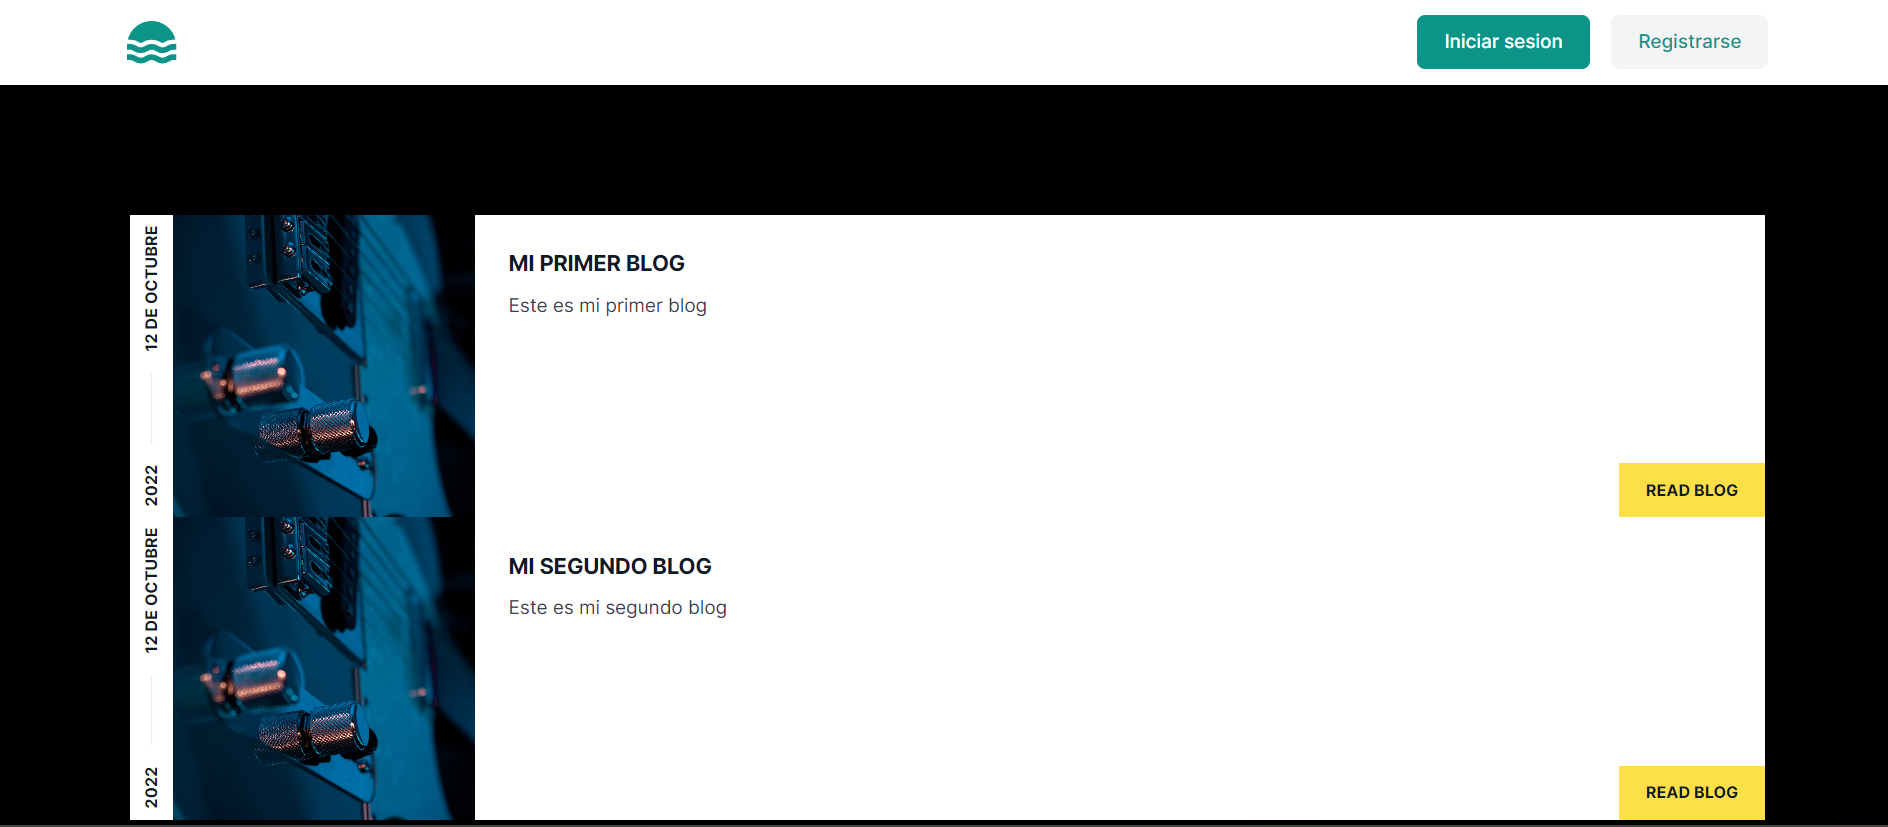 Iniciar sesion
Registrarse
12 DE OCTUBRE
2022
MI PRIMER BLOG
Este es mi primer blog
READ BLOG
12 DE OCTUBRE
2022
MI SEGUNDO BLOG
Este es mi segundo blog
READ BLOG